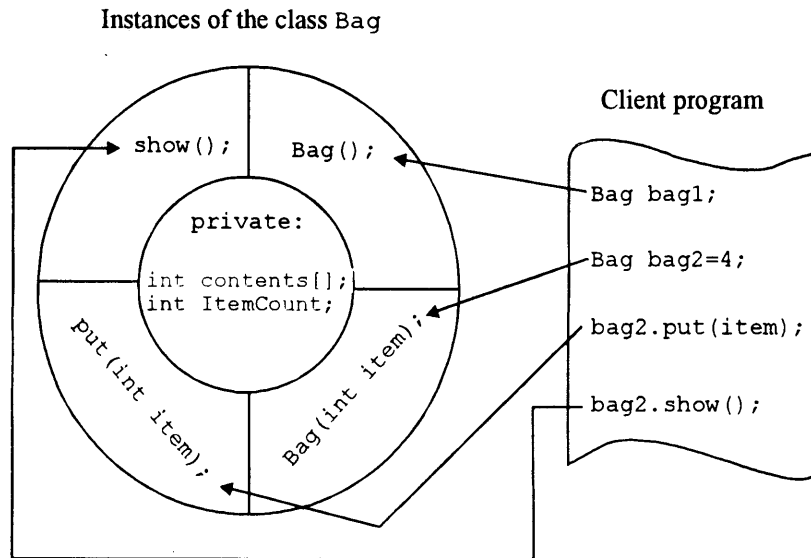 Instances of the class Bag
Client program
show();
Bag();
private:
int contents[];
int ItemCount;
put(int item);
Bag(int item);
Bag bag1;
Bag bag2=4;
bag2.put(item);
bag2.show();